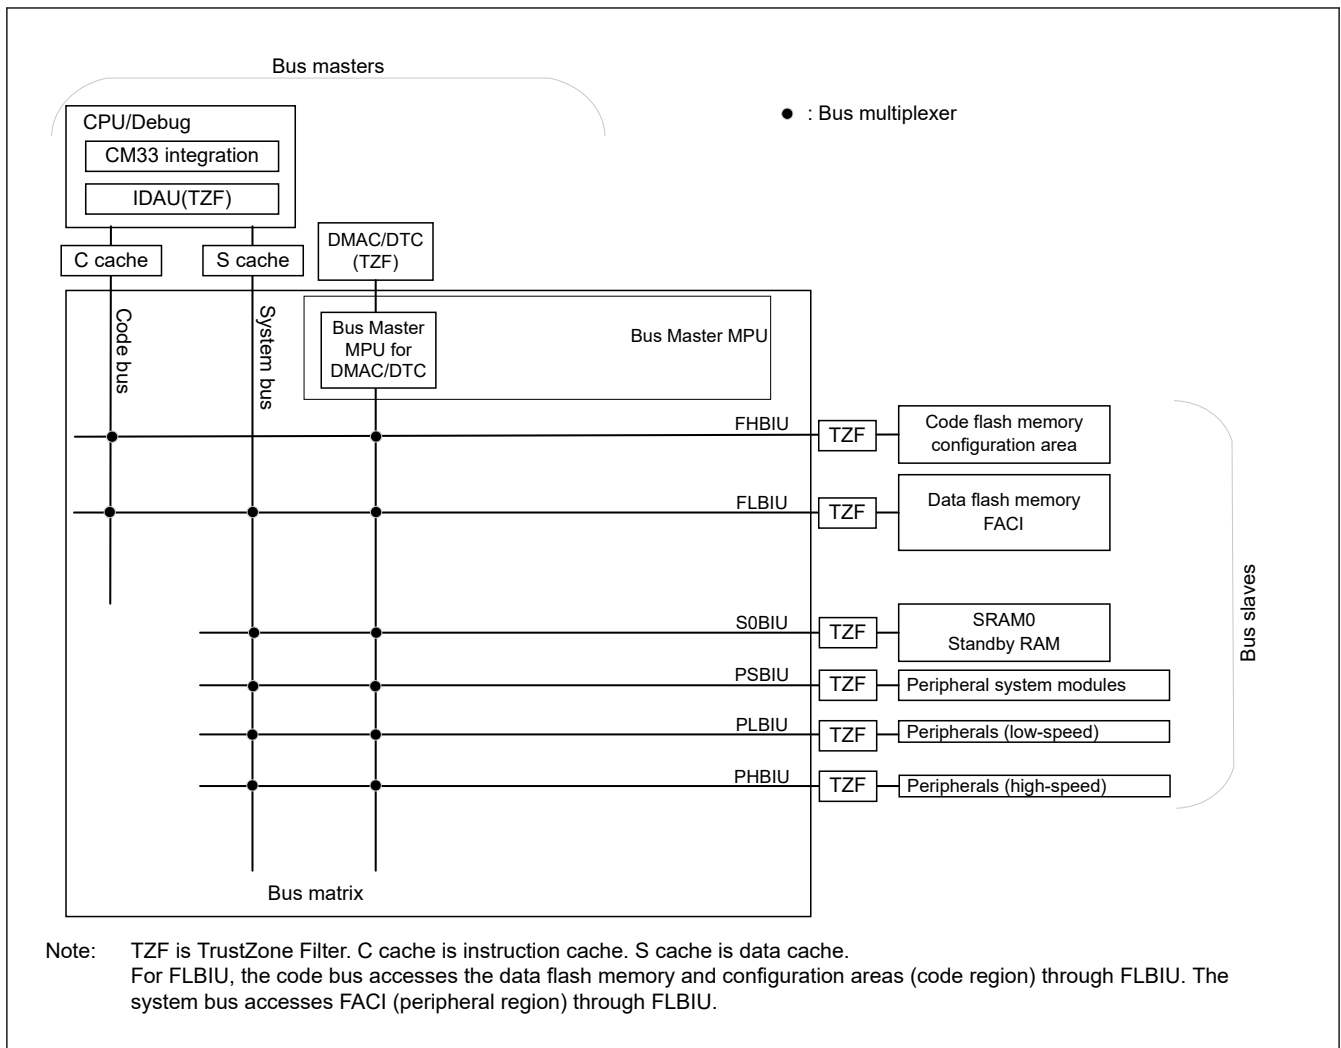 Bus masters
: Bus multiplexer
CPU/Debug
CM33 integration
IDAU(TZF)
C cache
S cache
DMAC/DTC
(TZF)
Code bus
System bus
Bus Master
MPU for
DMAC/DTC
Bus Master MPU
FHBIU
TZF
Code flash memory
configuration area
FLBIU
TZF
Data flash memory
FACI
S0BIU
TZF
SRAM0
Standby RAM
PSBIU
TZF
Peripheral system modules
PLBIU
TZF
Peripherals (low-speed)
PHBIU
TZF
Peripherals (high-speed)
Bus slaves
Bus matrix
Note: TZF is TrustZone Filter. C cache is instruction cache. S cache is data cache.
For FLBIU, the code bus accesses the data flash memory and configuration areas (code region) through FLBIU. The
system bus accesses FACI (peripheral region) through FLBIU.